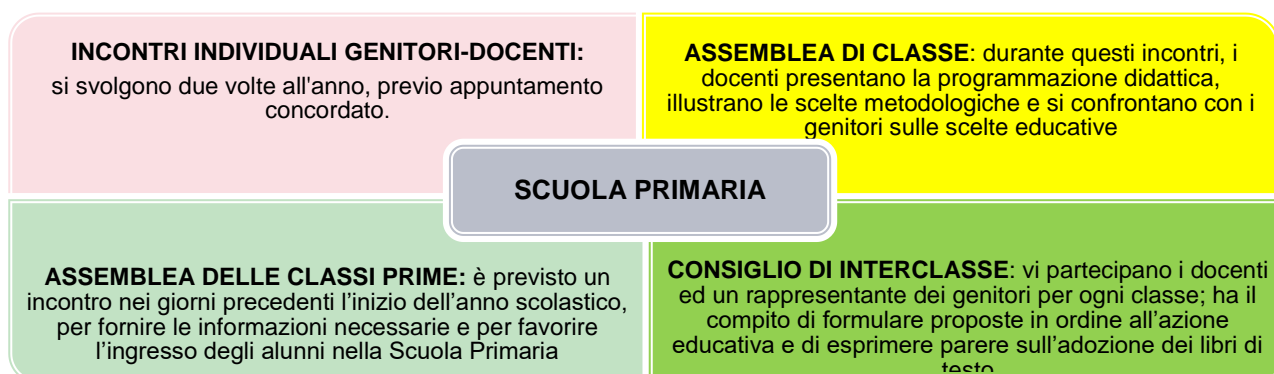 INCONTRI INDIVIDUALI GENITORI-DOCENTI:
si svolgono due volte all'anno, previo appuntamento
concordato.
ASSEMBLEA DI CLASSE: durante questi incontri, i
docenti presentano la programmazione didattica,
illustrano le scelte metodologiche e si confrontano con i
genitori sulle scelte educative
SCUOLA PRIMARIA
ASSEMBLEA DELLE CLASSI PRIME: è previsto un
incontro nei giorni precedenti l’inizio dell’anno scolastico,
per fornire le informazioni necessarie e per favorire
l’ingresso degli alunni nella Scuola Primaria
CONSIGLIO DI INTERCLASSE: vi partecipano i docenti
ed un rappresentante dei genitori per ogni classe; ha il
compito di formulare proposte in ordine all’azione
educativa e di esprimere parere sull’adozione dei libri di
testo